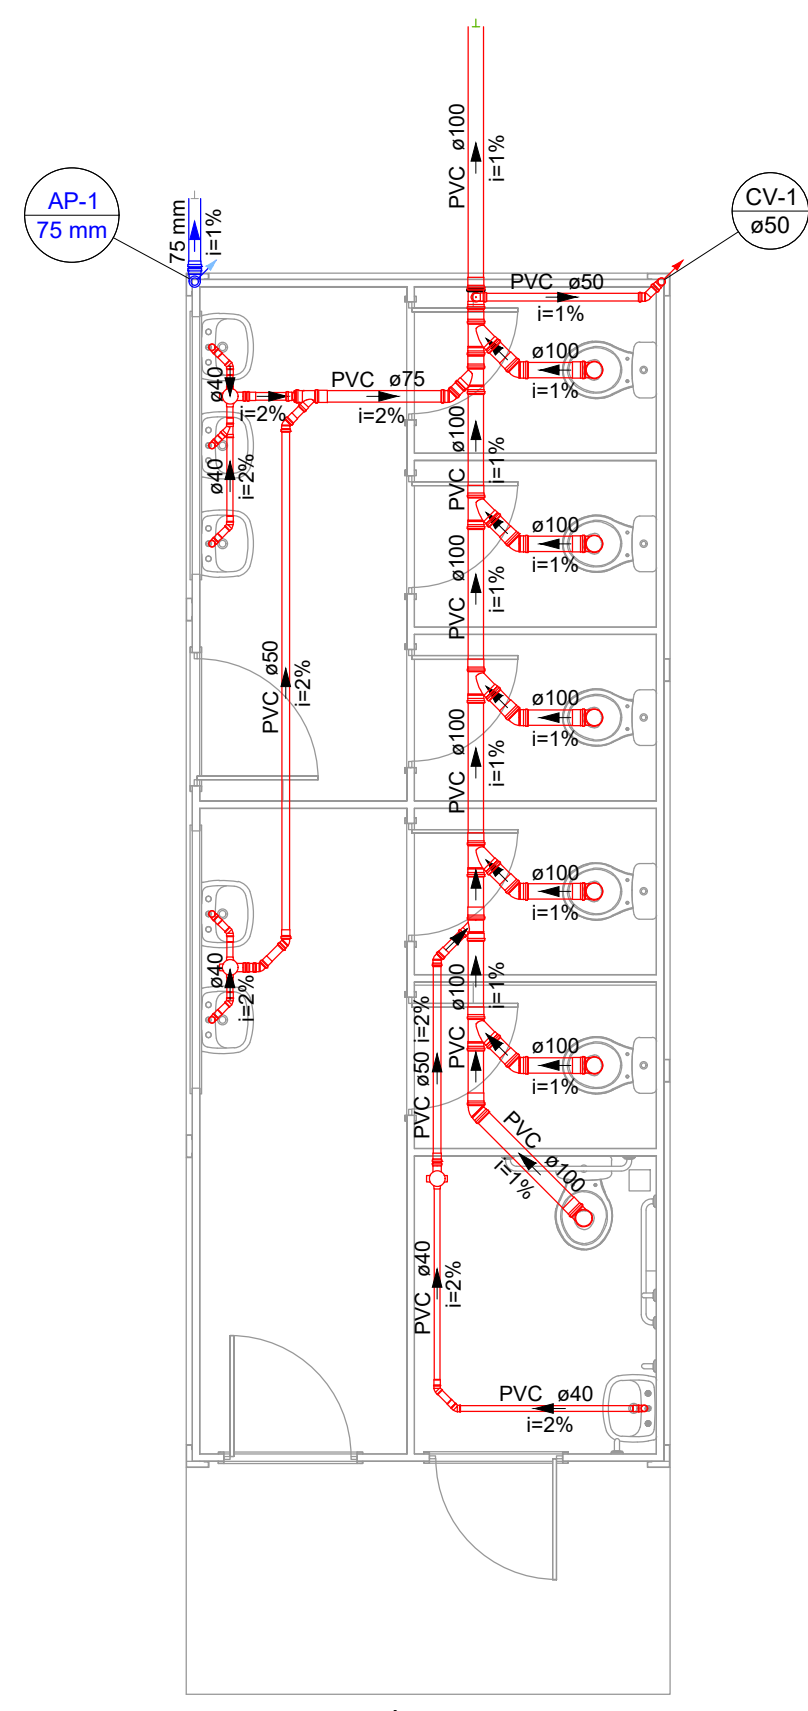 PVC ø100
i=1%
AP-1
75 mm
75 mm
i=1%
CV-1
ø50
PVC ø50
i=1%
ø100
i=1%
PVC ø75
i=2%
ø40
i=2%
ø40
i=2%
PVC ø100
i=1%
ø100
i=1%
PVC ø100
i=1%
PVC ø50
i=2%
ø100
i=1%
PVC ø100
i=1%
ø100
i=1%
ø40
i=2%
PVC ø100
i=1%
PVC ø50 i=2%
ø100
i=1%
PVC ø100
i=1%
PVC ø40
i=2%
PVC ø40
i=2%